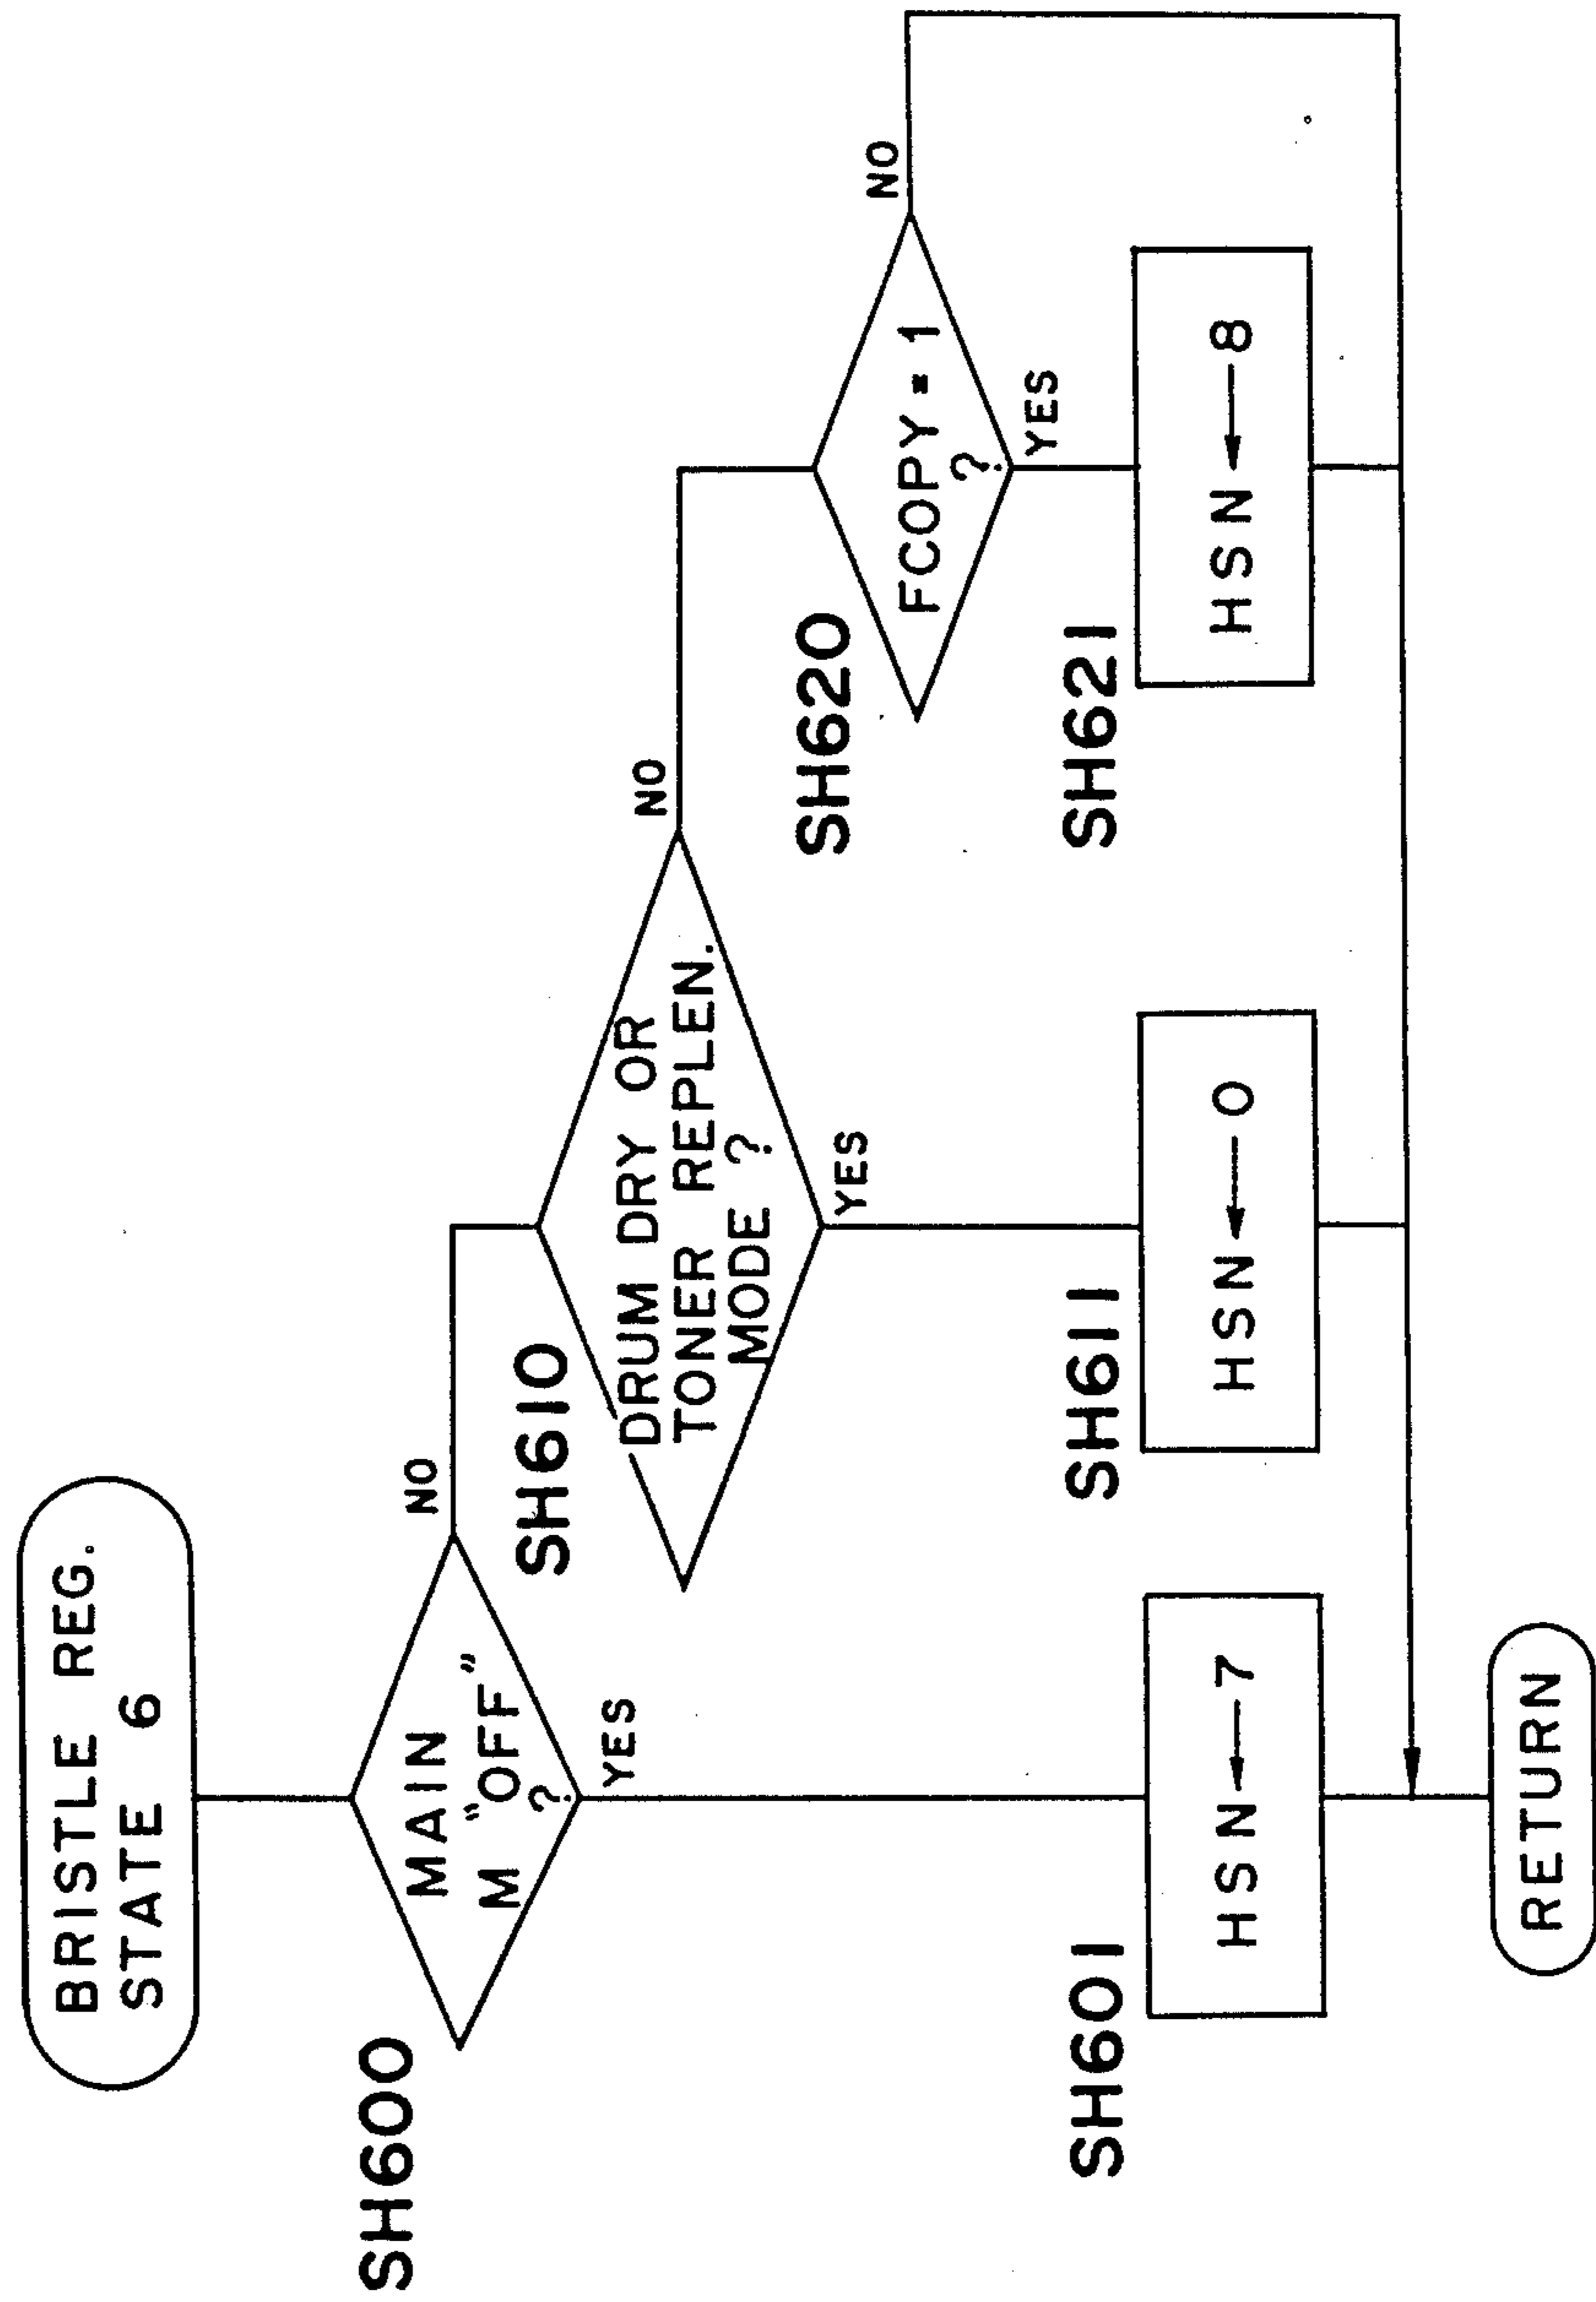 BRISTLE REG.
STATE 6
SH600
MAIN
M "OFF"
?
NO
YES
SH601
HSN ← 7
SH610
DRUM DRY OR
TONER REPLEN.
MODE ?
NO
YES
SH611
HSN ← 0
SH620
FCOPY = 1
?
NO
YES
SH621
HSN ← 8
RETURN